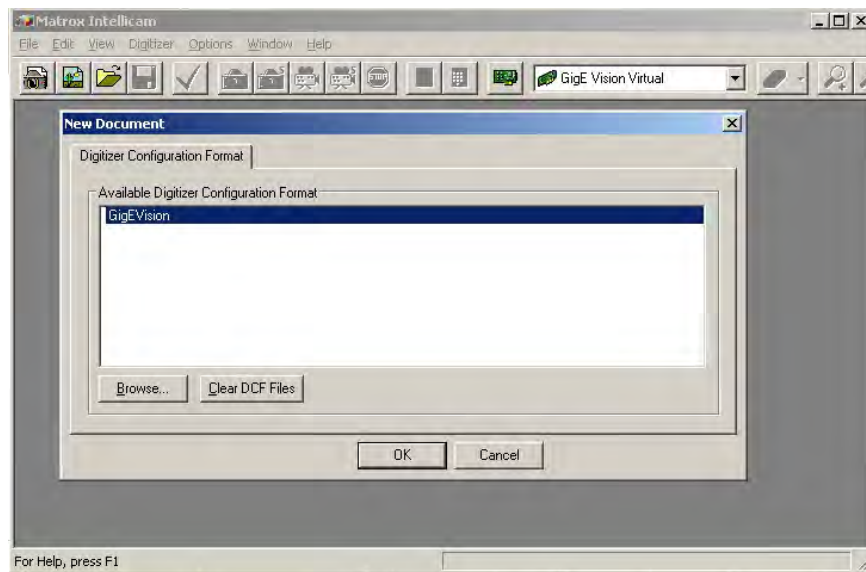 Matrox Intellicam
File Edit View Digitizer Options Window Help
STOP
GigE Vision Virtual
New Document
Digitizer Configuration Format
Available Digitizer Configuration Format
GigEVision
Browse... Clear DCF Files
OK Cancel
For Help, press F1